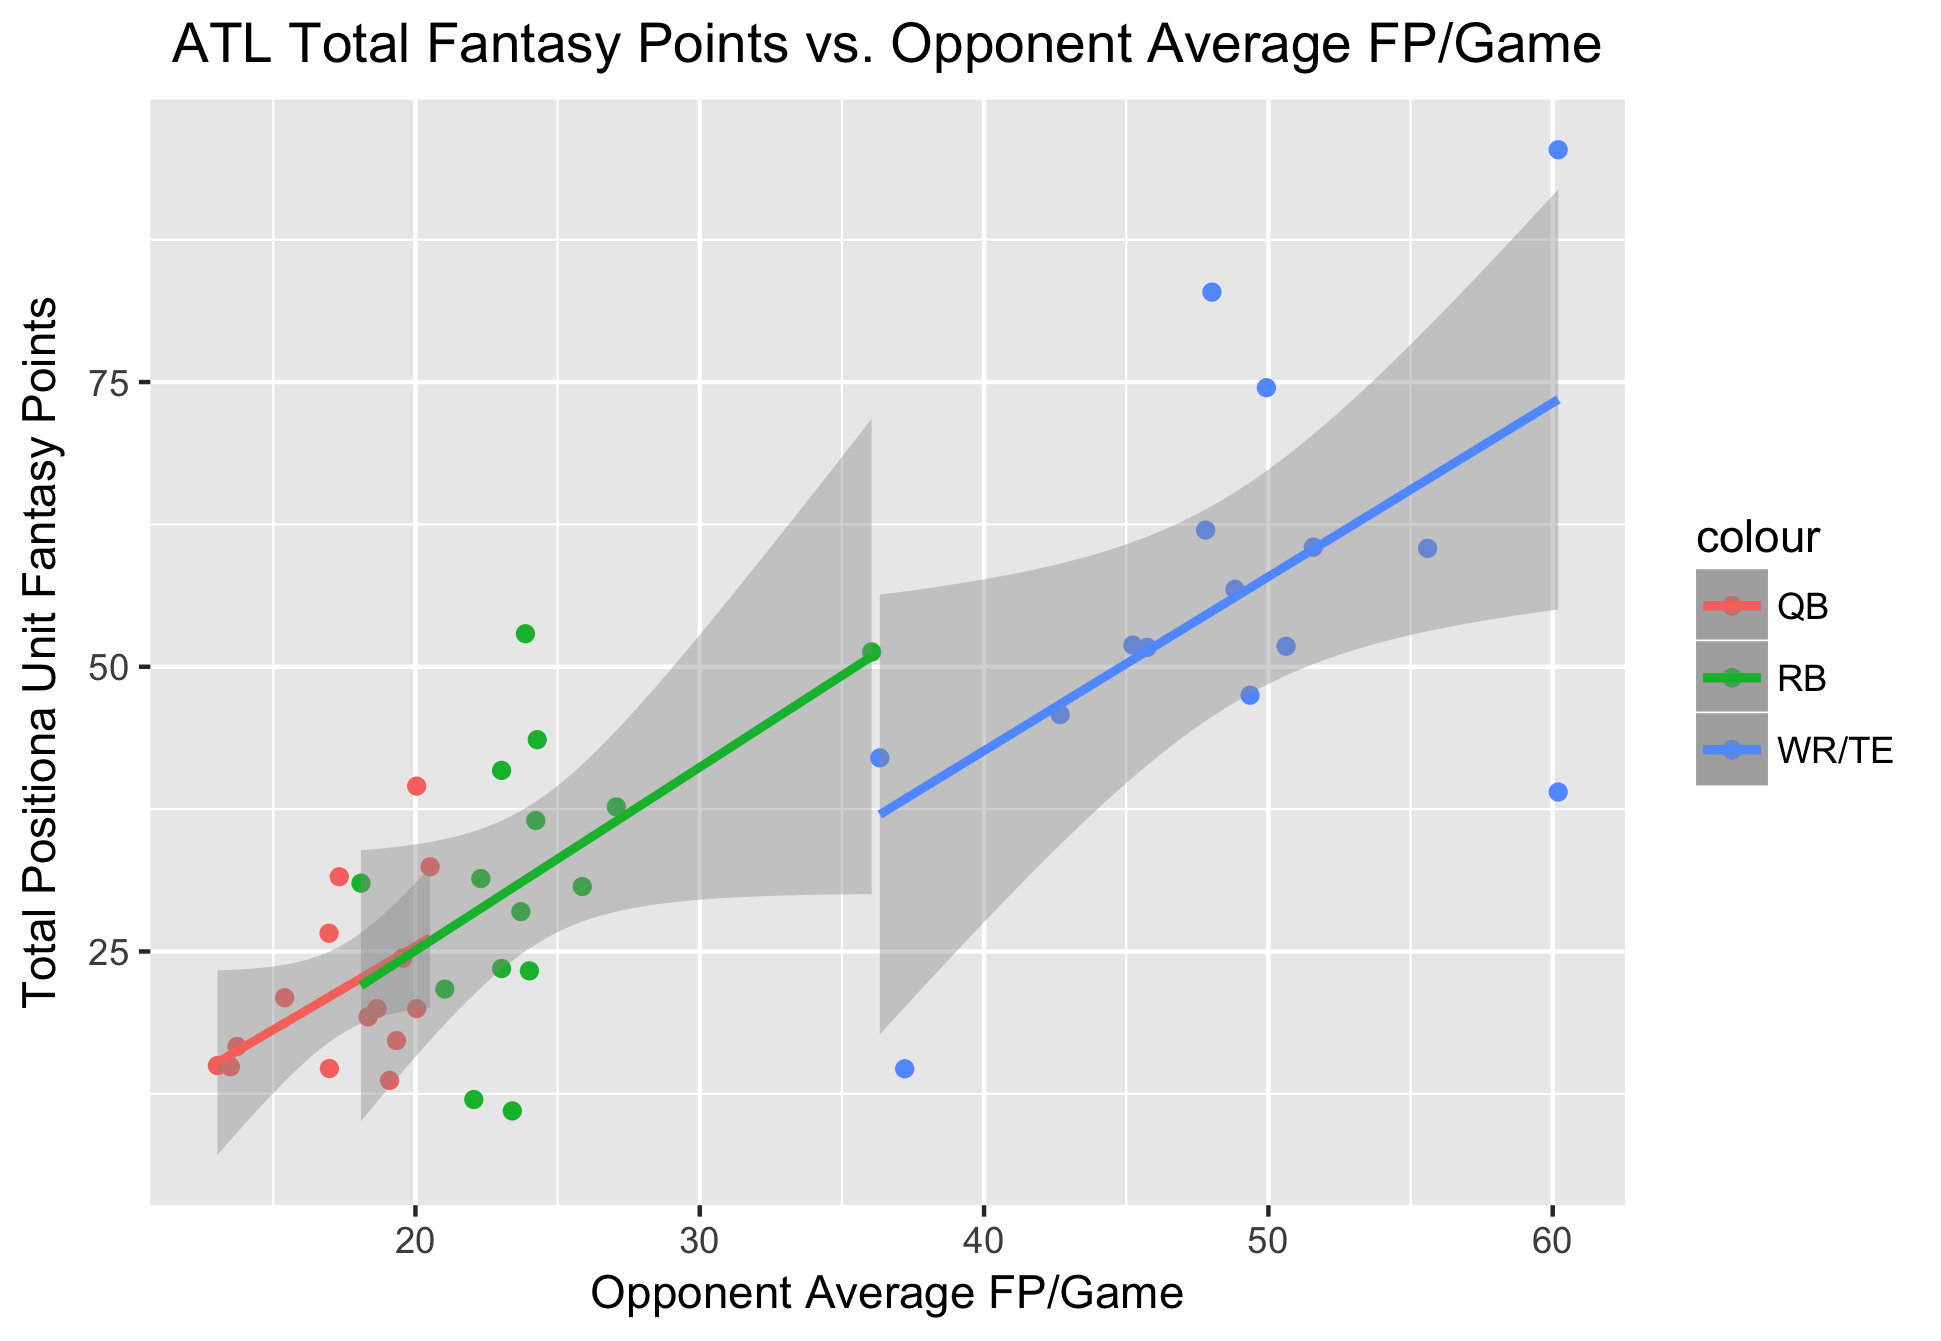 ATL Total Fantasy Points vs. Opponent Average FP/Game
Total Positiona Unit Fantasy Points
75
50
25
20
30
40
50
60
Opponent Average FP/Game
colour
QB
RB
WR/TE